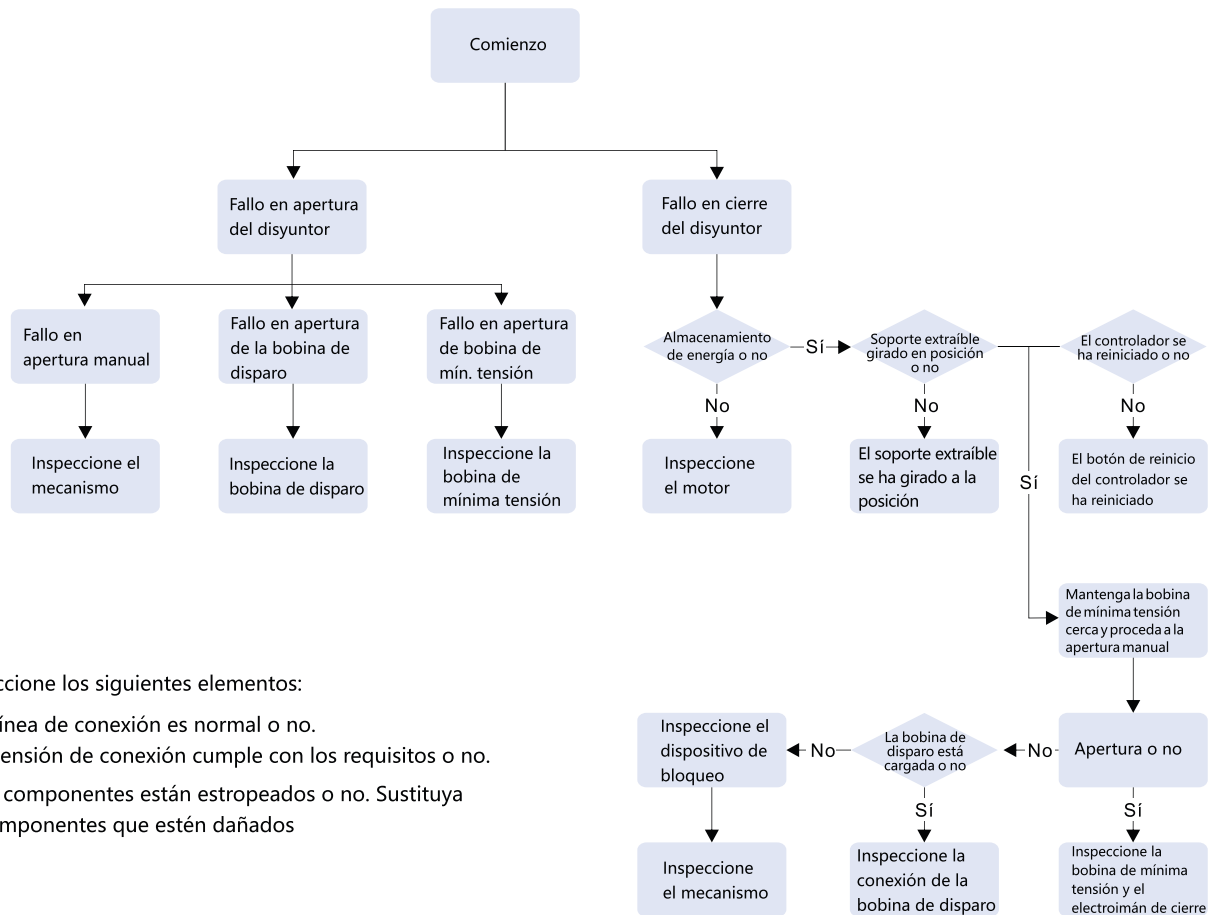 Comienzo
Fallo en apertura
del disyuntor
Fallo en cierre
del disyuntor
Fallo en
apertura manual
Fallo en apertura
de la bobina de
disparo
Fallo en apertura
de bobina de
mín. tensión
Almacenamiento
de energía o no
Sí
Soporte extraíble
girado en posición
o no
El controlador se
ha reiniciado o no
No
No
No
Inspeccione el
mecanismo
Inspeccione la
bobina de disparo
Inspeccione la
bobina de
mínima tensión
Inspeccione
el motor
El soporte extraíble
se ha girado a la
posición
Sí
El botón de reinicio
del controlador se
ha reiniciado
Mantenga la bobina
de mínima tensión
cerca y proceda a la
apertura manual
ccione los siguientes elementos:
ínea de conexión es normal o no.
ensión de conexión cumple con los requisitos o no.
componentes están estropeados o no. Sustituya
mponentes que estén dañados
Inspeccione el
dispositivo de
bloqueo
No
La bobina de
disparo está
cargada o no
No
Apertura o no
Sí
Sí
Inspeccione
el mecanismo
Inspeccione la
conexión de la
bobina de disparo
Inspeccione la
bobina de mínima
tensión y el
electroimán de cierre